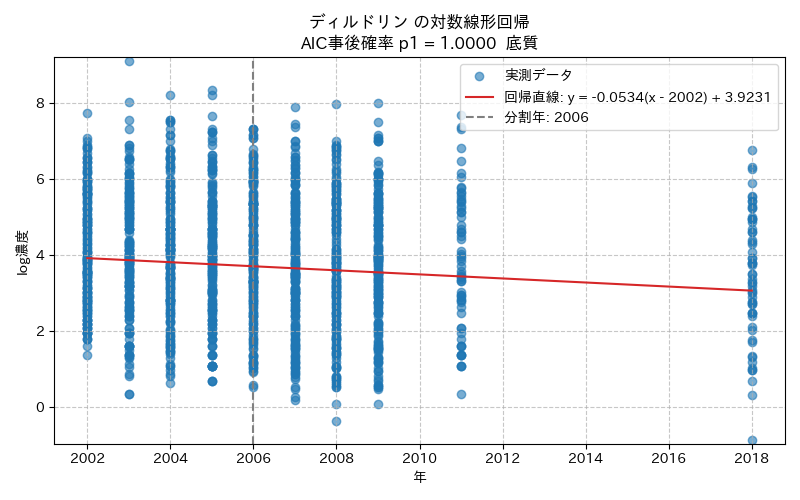 ディルドリン の対数線形回帰
AIC事後確率 p1 = 1.0000  底質
実測データ
回帰直線: y = -0.0534(x - 2002) + 3.9231
分割年: 2006
log濃度
8
6
4
2
0
2002 2004 2006 2008 2010 2012 2014 2016 2018
年